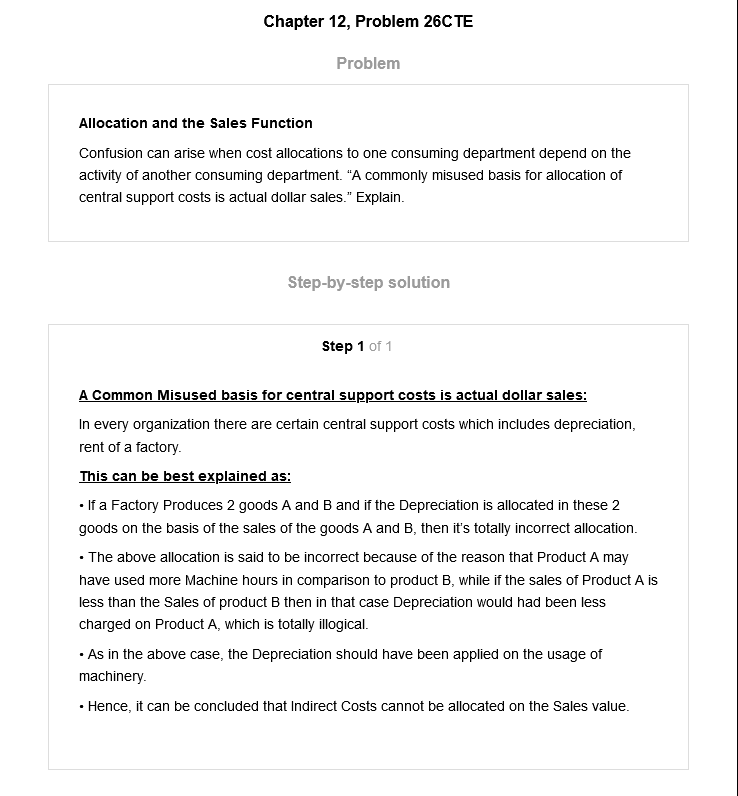 Chapter 12, Problem 26CTE
Problem
Allocation and the Sales Function
Confusion can arise when cost allocations to one consuming department depend on the
activity of another consuming department. “A commonly misused basis for allocation of
central support costs is actual dollar sales.” Explain.
Step-by-step solution
Step 1 of 1
A Common Misused basis for central support costs is actual dollar sales:
In every organization there are certain central support costs which includes depreciation,
rent of a factory.
This can be best explained as:
• If a Factory Produces 2 goods A and B and if the Depreciation is allocated in these 2
goods on the basis of the sales of the goods A and B, then it’s totally incorrect allocation.
• The above allocation is said to be incorrect because of the reason that Product A may
have used more Machine hours in comparison to product B, while if the sales of Product A is
less than the Sales of product B then in that case Depreciation would had been less
charged on Product A, which is totally illogical.
• As in the above case, the Depreciation should have been applied on the usage of
machinery.
• Hence, it can be concluded that Indirect Costs cannot be allocated on the Sales value.